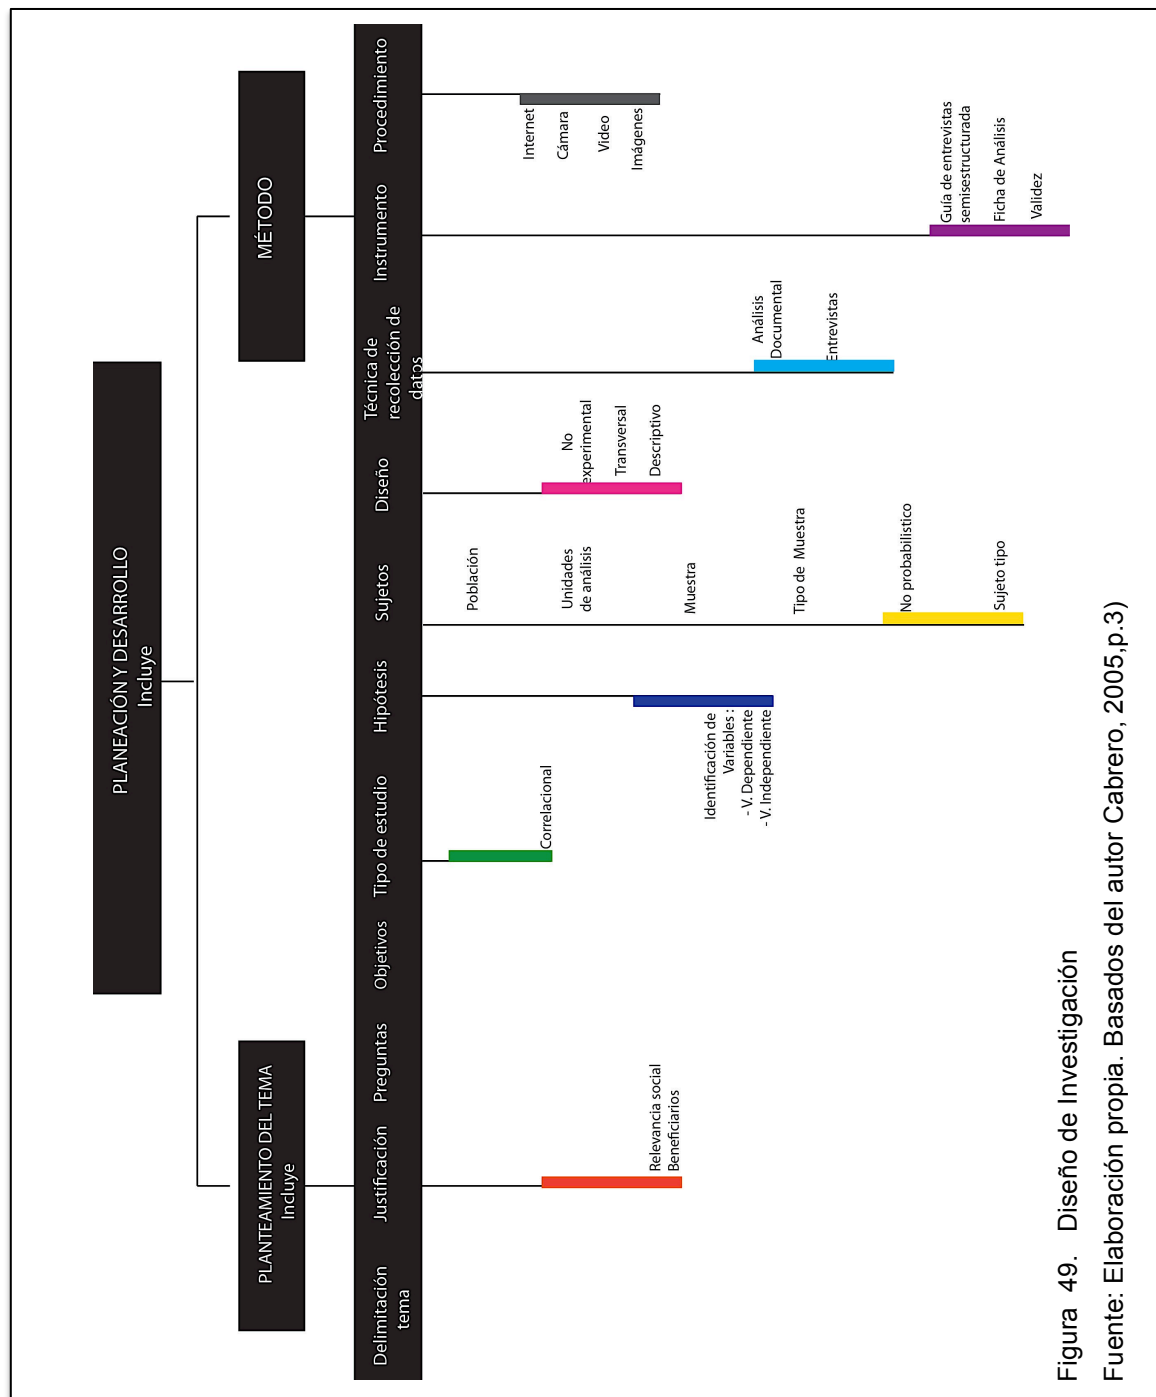 PLANEACIÓN Y DESARROLLO
Incluye
PLANTEAMIENTO DEL TEMA
Incluye
MÉTODO
Delimitación
tema
Justificación
Preguntas
Objetivos
Tipo de estudio
Hipótesis
Sujetos
Diseño
Técnica de
recolección de
datos
Instrumento
Procedimiento
Relevancia social
Beneficiarios
Correlacional
Identificación de
Variables :
- V. Dependiente
- V. Independiente
Población
Unidades
de análisis
Muestra
Tipo de Muestra
No probabilistico
Sujeto tipo
No
experimental
Transversal
Descriptivo
Análisis
Documental
Entrevistas
Guía de entrevistas
semisestructurada
Ficha de Análisis
Validez
Internet
Cámara
Video
Imágenes
Figura 49. Diseño de Investigación
Fuente: Elaboración propia. Basados del autor Cabrero, 2005,p.3)